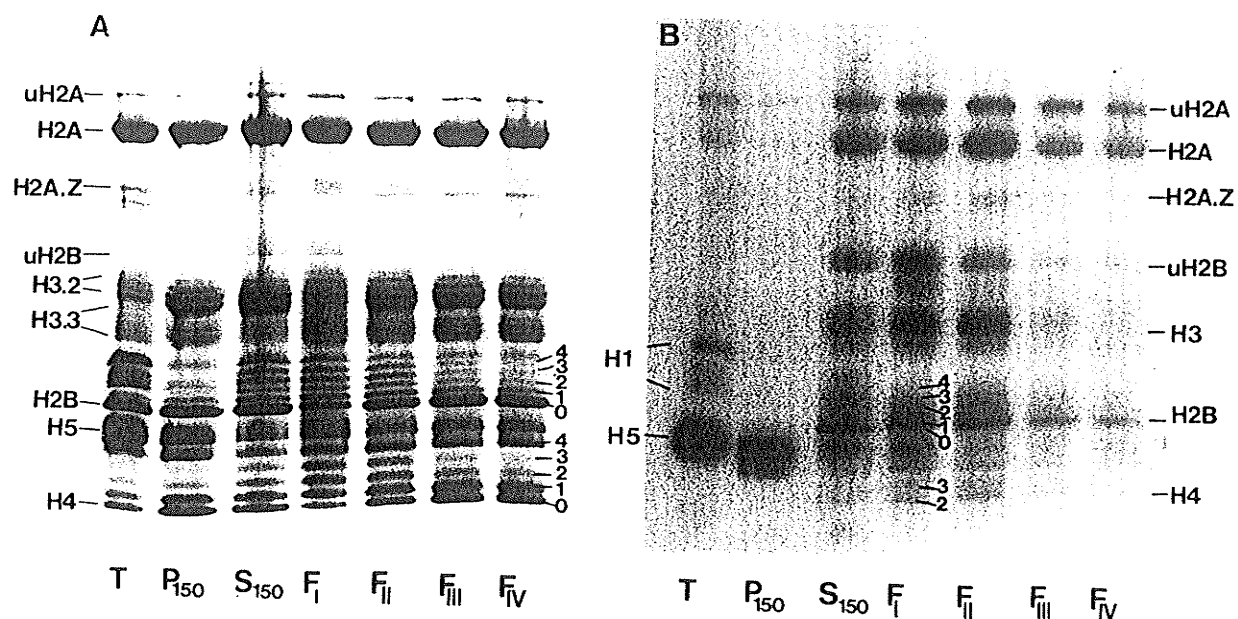 A
uH2A
H2A
H2A.Z
uH2B
H3.2
H3.3
H2B
H5
H4
4
3
2
1
0
4
3
2
1
0
T P150 S150 FI FII FIII FIV
B
H1
H5
4
3
2
1
0
3
2
uH2A
H2A
H2A.Z
uH2B
H3
H2B
H4
T P150 S150 FI FII FIII FIV